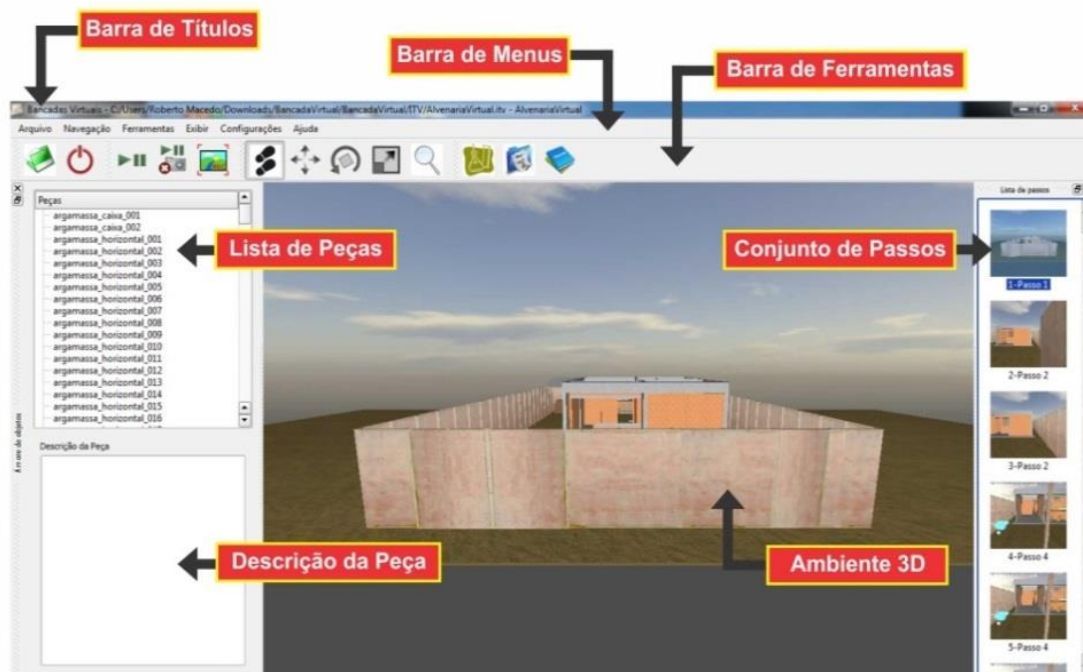 Barra de Títulos
Barra de Menus
Barra de Ferramentas
Bancadas Virtuais - C:/Users/Roberto Macedo/Downloads/BancadaVirtual/BancadaVirtual/ITV/AlvenariaVirtual.itv - AlvenariaVirtual
Arquivo Navegação Ferramentas Exibir Configurações Ajuda
Peças
argamassa_caixa_001
argamassa_caixa_002
argamassa_horizontal_001
argamassa_horizontal_002
argamassa_horizontal_003
argamassa_horizontal_004
argamassa_horizontal_005
argamassa_horizontal_006
argamassa_horizontal_007
argamassa_horizontal_008
argamassa_horizontal_009
argamassa_horizontal_010
argamassa_horizontal_011
argamassa_horizontal_012
argamassa_horizontal_013
argamassa_horizontal_014
argamassa_horizontal_015
argamassa_horizontal_016
Lista de Peças
Árvore de objetos
Descrição da Peça
Descrição da Peça
Ambiente 3D
Conjunto de Passos
Lista de passos
1-Passo 1
2-Passo 2
3-Passo 2
4-Passo 4
5-Passo 4